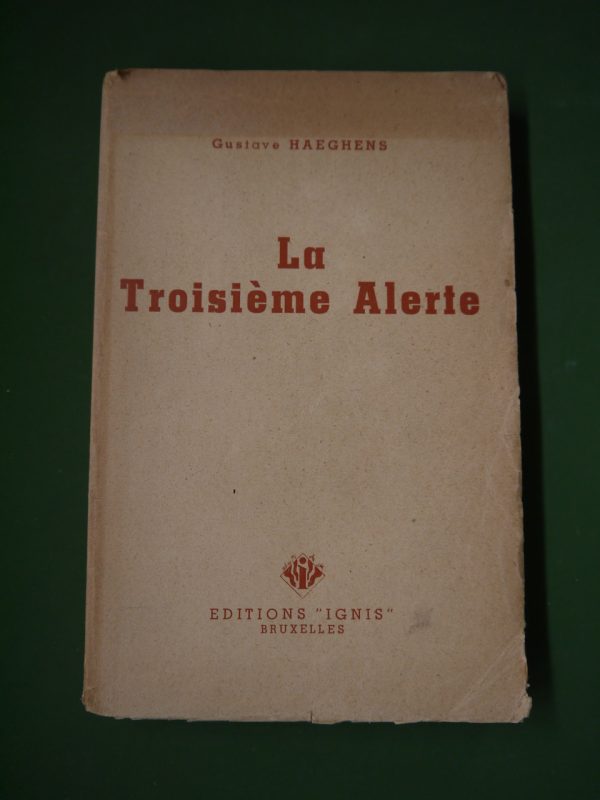 Gustave HAEGHENS
La
Troisième Alerte
EDITIONS "IGNIS"
BRUXELLES